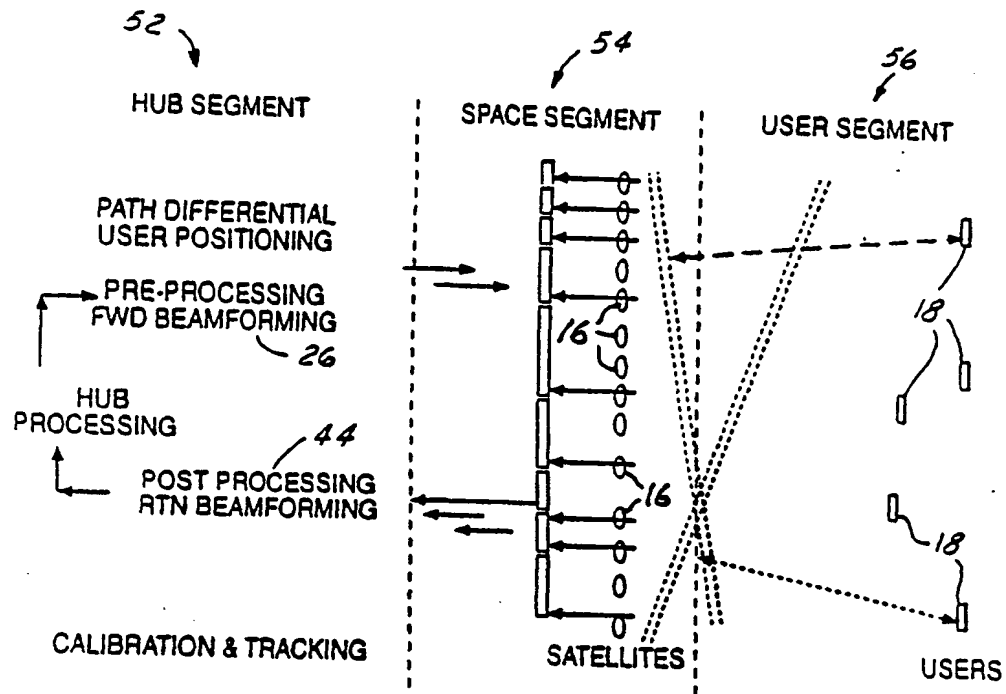 52
54
56
HUB SEGMENT
SPACE SEGMENT
USER SEGMENT
PATH DIFFERENTIAL
USER POSITIONING
PRE-PROCESSING
FWD BEAMFORMING
26
HUB
PROCESSING
44
POST PROCESSING
RTN BEAMFORMING
16
16
18
18
CALIBRATION & TRACKING
SATELLITES
USERS